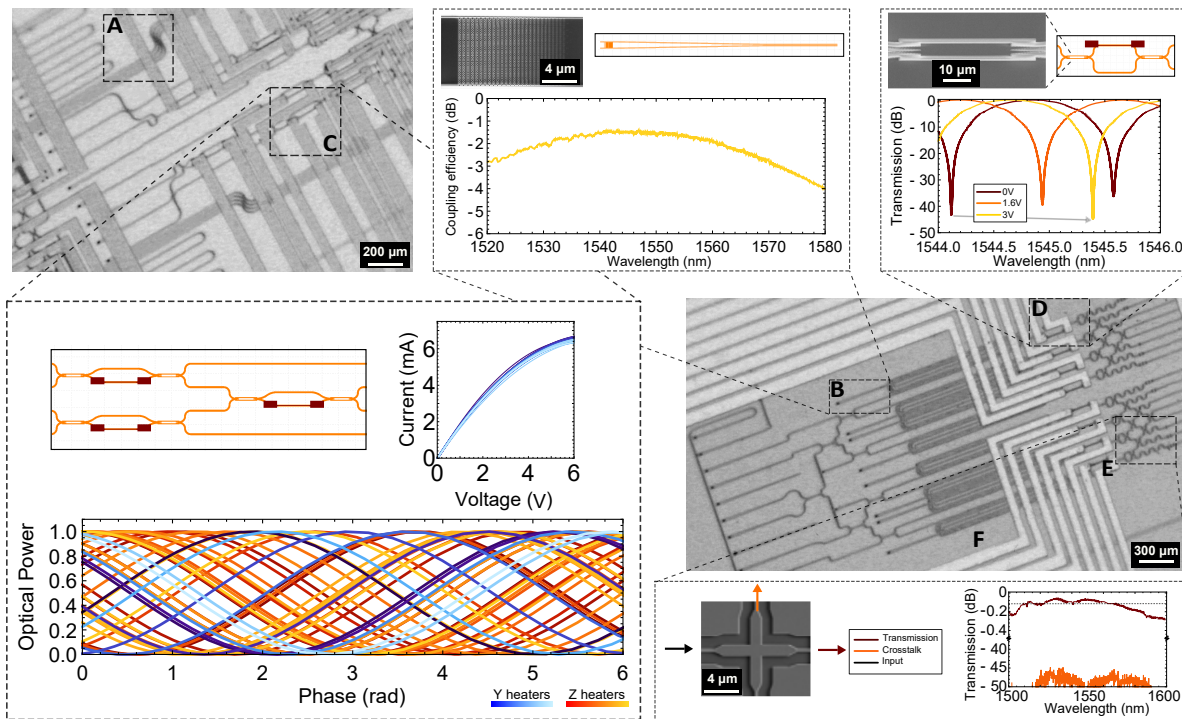 A
C
200 µm
4 µm
Coupling efficiency (dB)
0
-1
-2
-3
-4
-5
-6
1520 1530 1540 1550 1560 1570 1580
Wavelength (nm)
10 µm
Transmission (dB)
0
- 10
- 20
- 30
- 40
- 50
0V
1.6V
3V
1544.0 1544.5 1545.0 1545.5 1546.0
Wavelength (nm)
Current (mA)
6
4
2
0
0 2 4 6
Voltage (V)
Optical Power
1.0
0.8
0.6
0.4
0.2
0.0
0 1 2 3 4 5 6
Phase (rad)
Y heaters Z heaters
D
B
E
F
300 µm
4 µm
Transmission
Crosstalk
Input
Transmission (dB)
0
- 0.2
- 0.4
- 45
- 50
1500 1550 1600
Wavelength (nm)